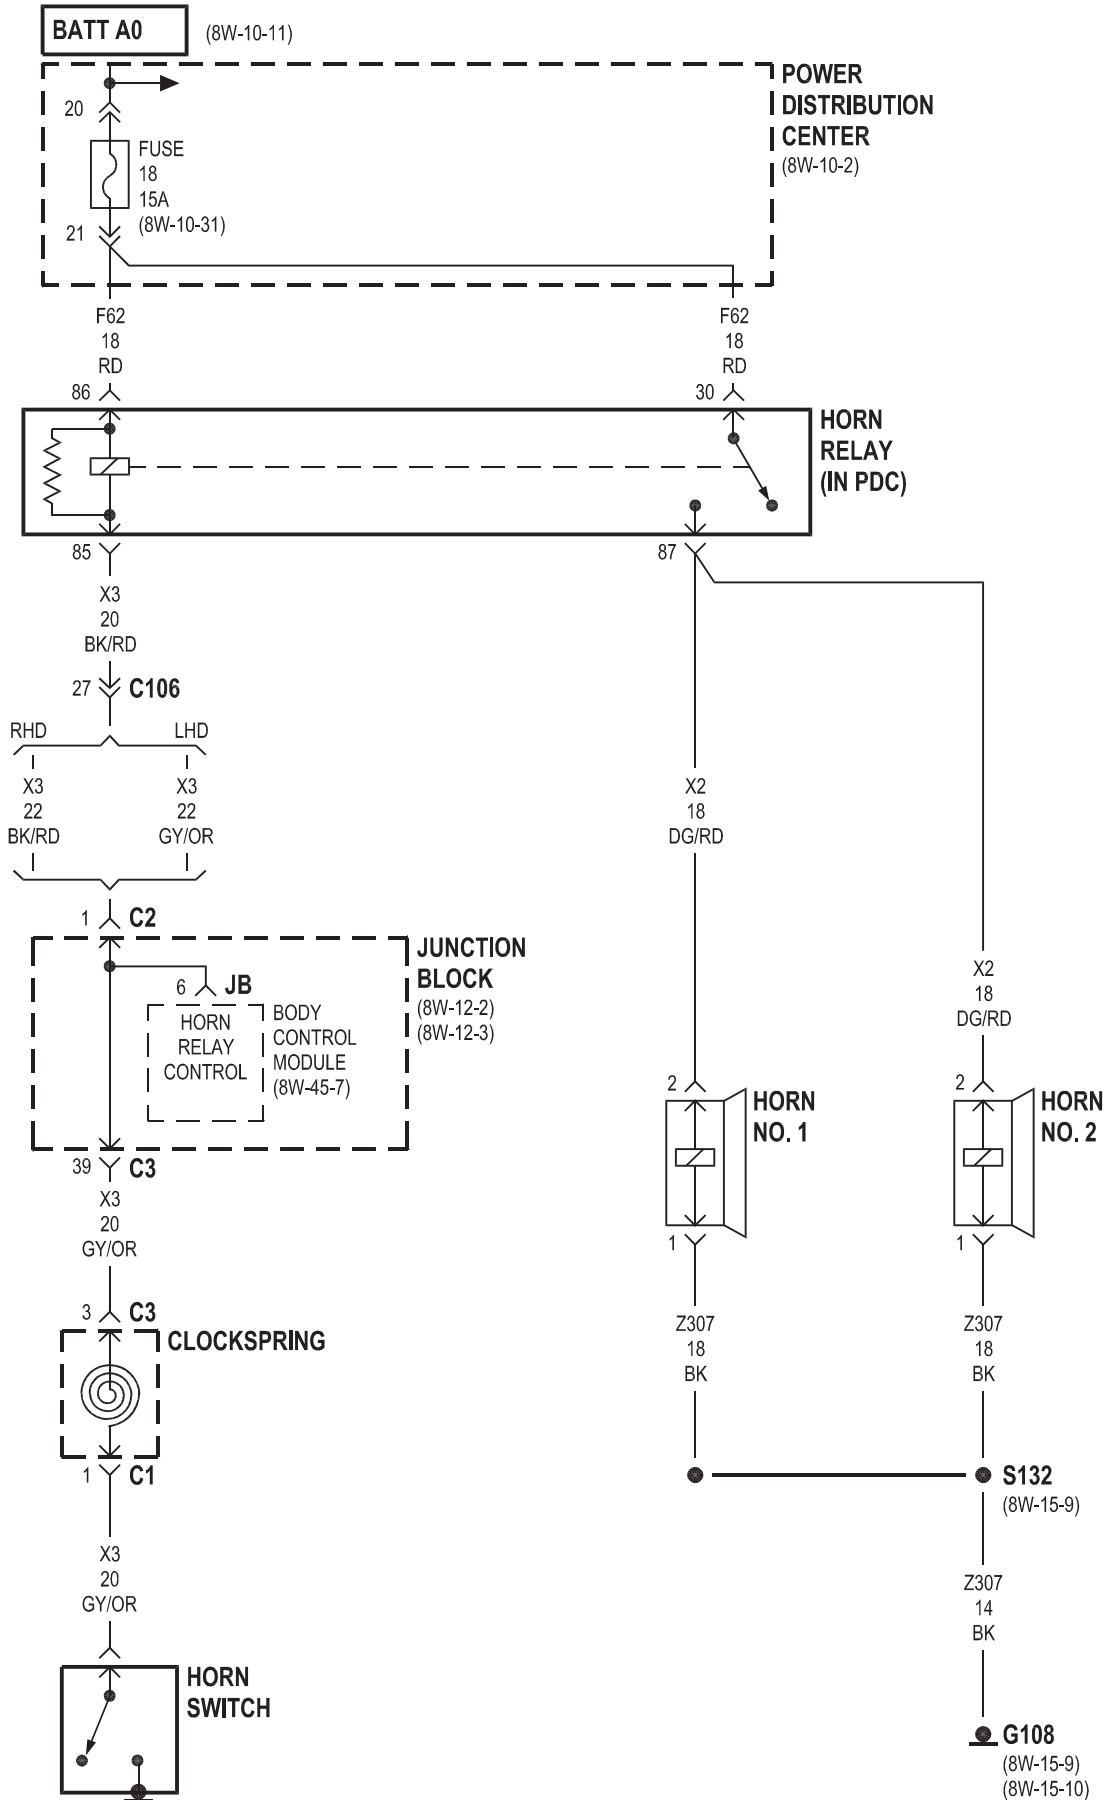 BATT A0
(8W-10-11)
POWER
DISTRIBUTION
CENTER
(8W-10-2)
20
FUSE
18
15A
(8W-10-31)
21
F62
18
RD
F62
18
RD
86
30
HORN
RELAY
(IN PDC)
85
87
X3
20
BK/RD
27
C106
RHD
LHD
X3
22
BK/RD
X3
22
GY/OR
X2
18
DG/RD
1
C2
JUNCTION
BLOCK
(8W-12-2)
(8W-12-3)
6
JB
HORN
RELAY
CONTROL
BODY
CONTROL
MODULE
(8W-45-7)
X2
18
DG/RD
2
HORN
NO. 1
2
HORN
NO. 2
39
C3
X3
20
GY/OR
1
1
3
C3
CLOCKSPRING
Z307
18
BK
Z307
18
BK
1
C1
S132
(8W-15-9)
X3
20
GY/OR
Z307
14
BK
HORN
SWITCH
G108
(8W-15-9)
(8W-15-10)